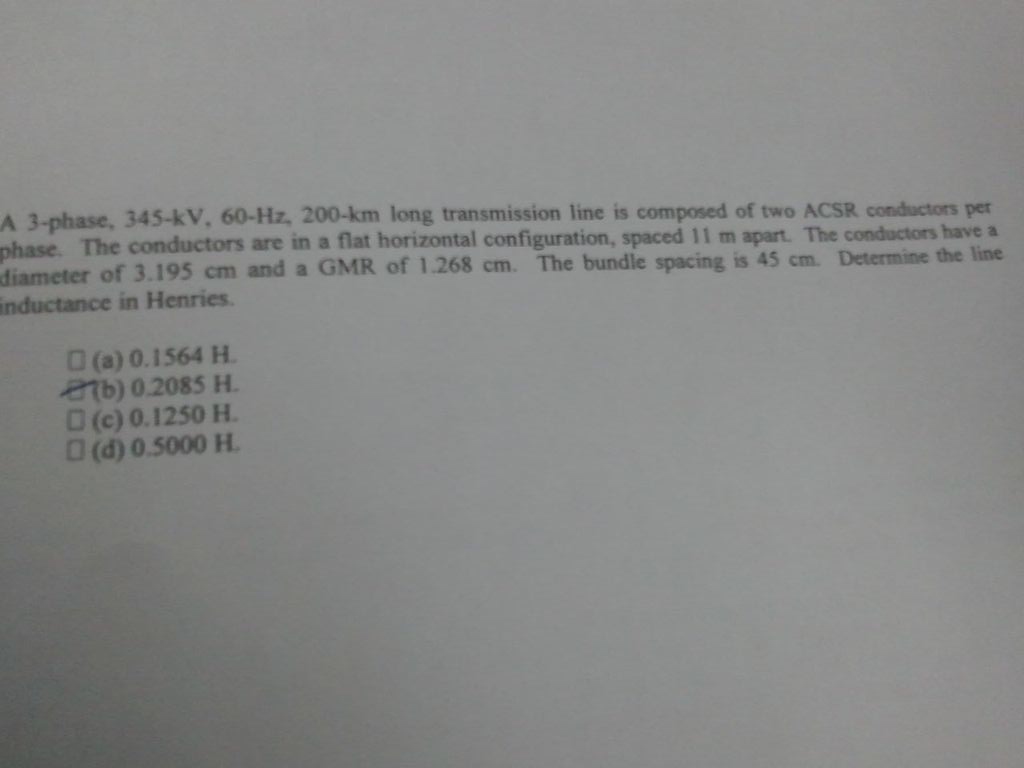 A 3-phase, 345-kV, 60-Hz, 200-km long transmission line is composed of two ACSR conductors per
phase. The conductors are in a flat horizontal configuration, spaced 11 m apart. The conductors have a
diameter of 3.195 cm and a GMR of 1.268 cm. The bundle spacing is 45 cm. Determine the line
inductance in Henries.
(a) 0.1564 H.
(b) 0.2085 H.
(c) 0.1250 H.
(d) 0.5000 H.